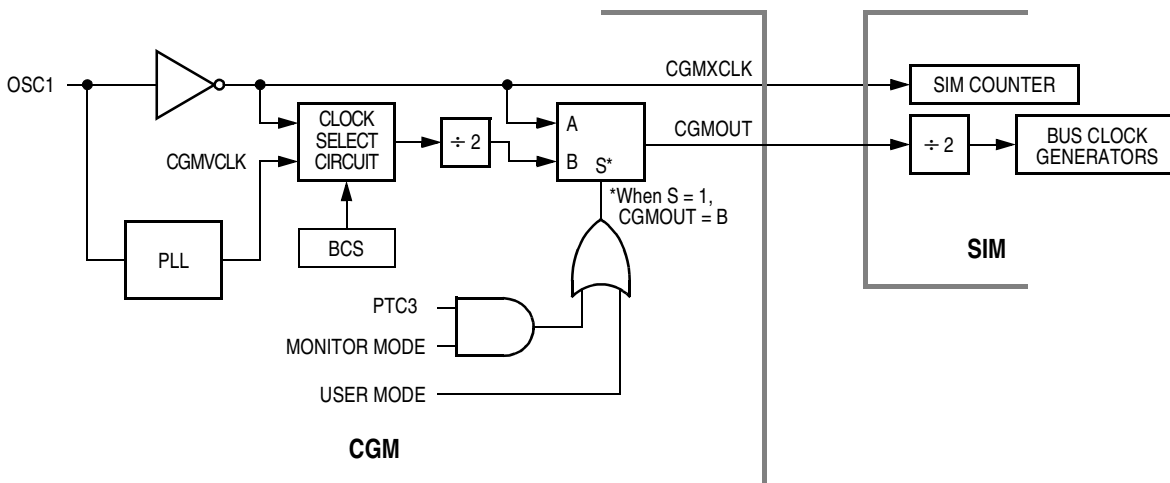 OSC1
CGMXCLK
SIM COUNTER
CLOCK
SELECT
CIRCUIT
÷ 2
A
B
S*
CGMOUT
÷ 2
BUS CLOCK
GENERATORS
CGMVCLK
*When S = 1,
CGMOUT = B
PLL
BCS
SIM
PTC3
MONITOR MODE
USER MODE
CGM